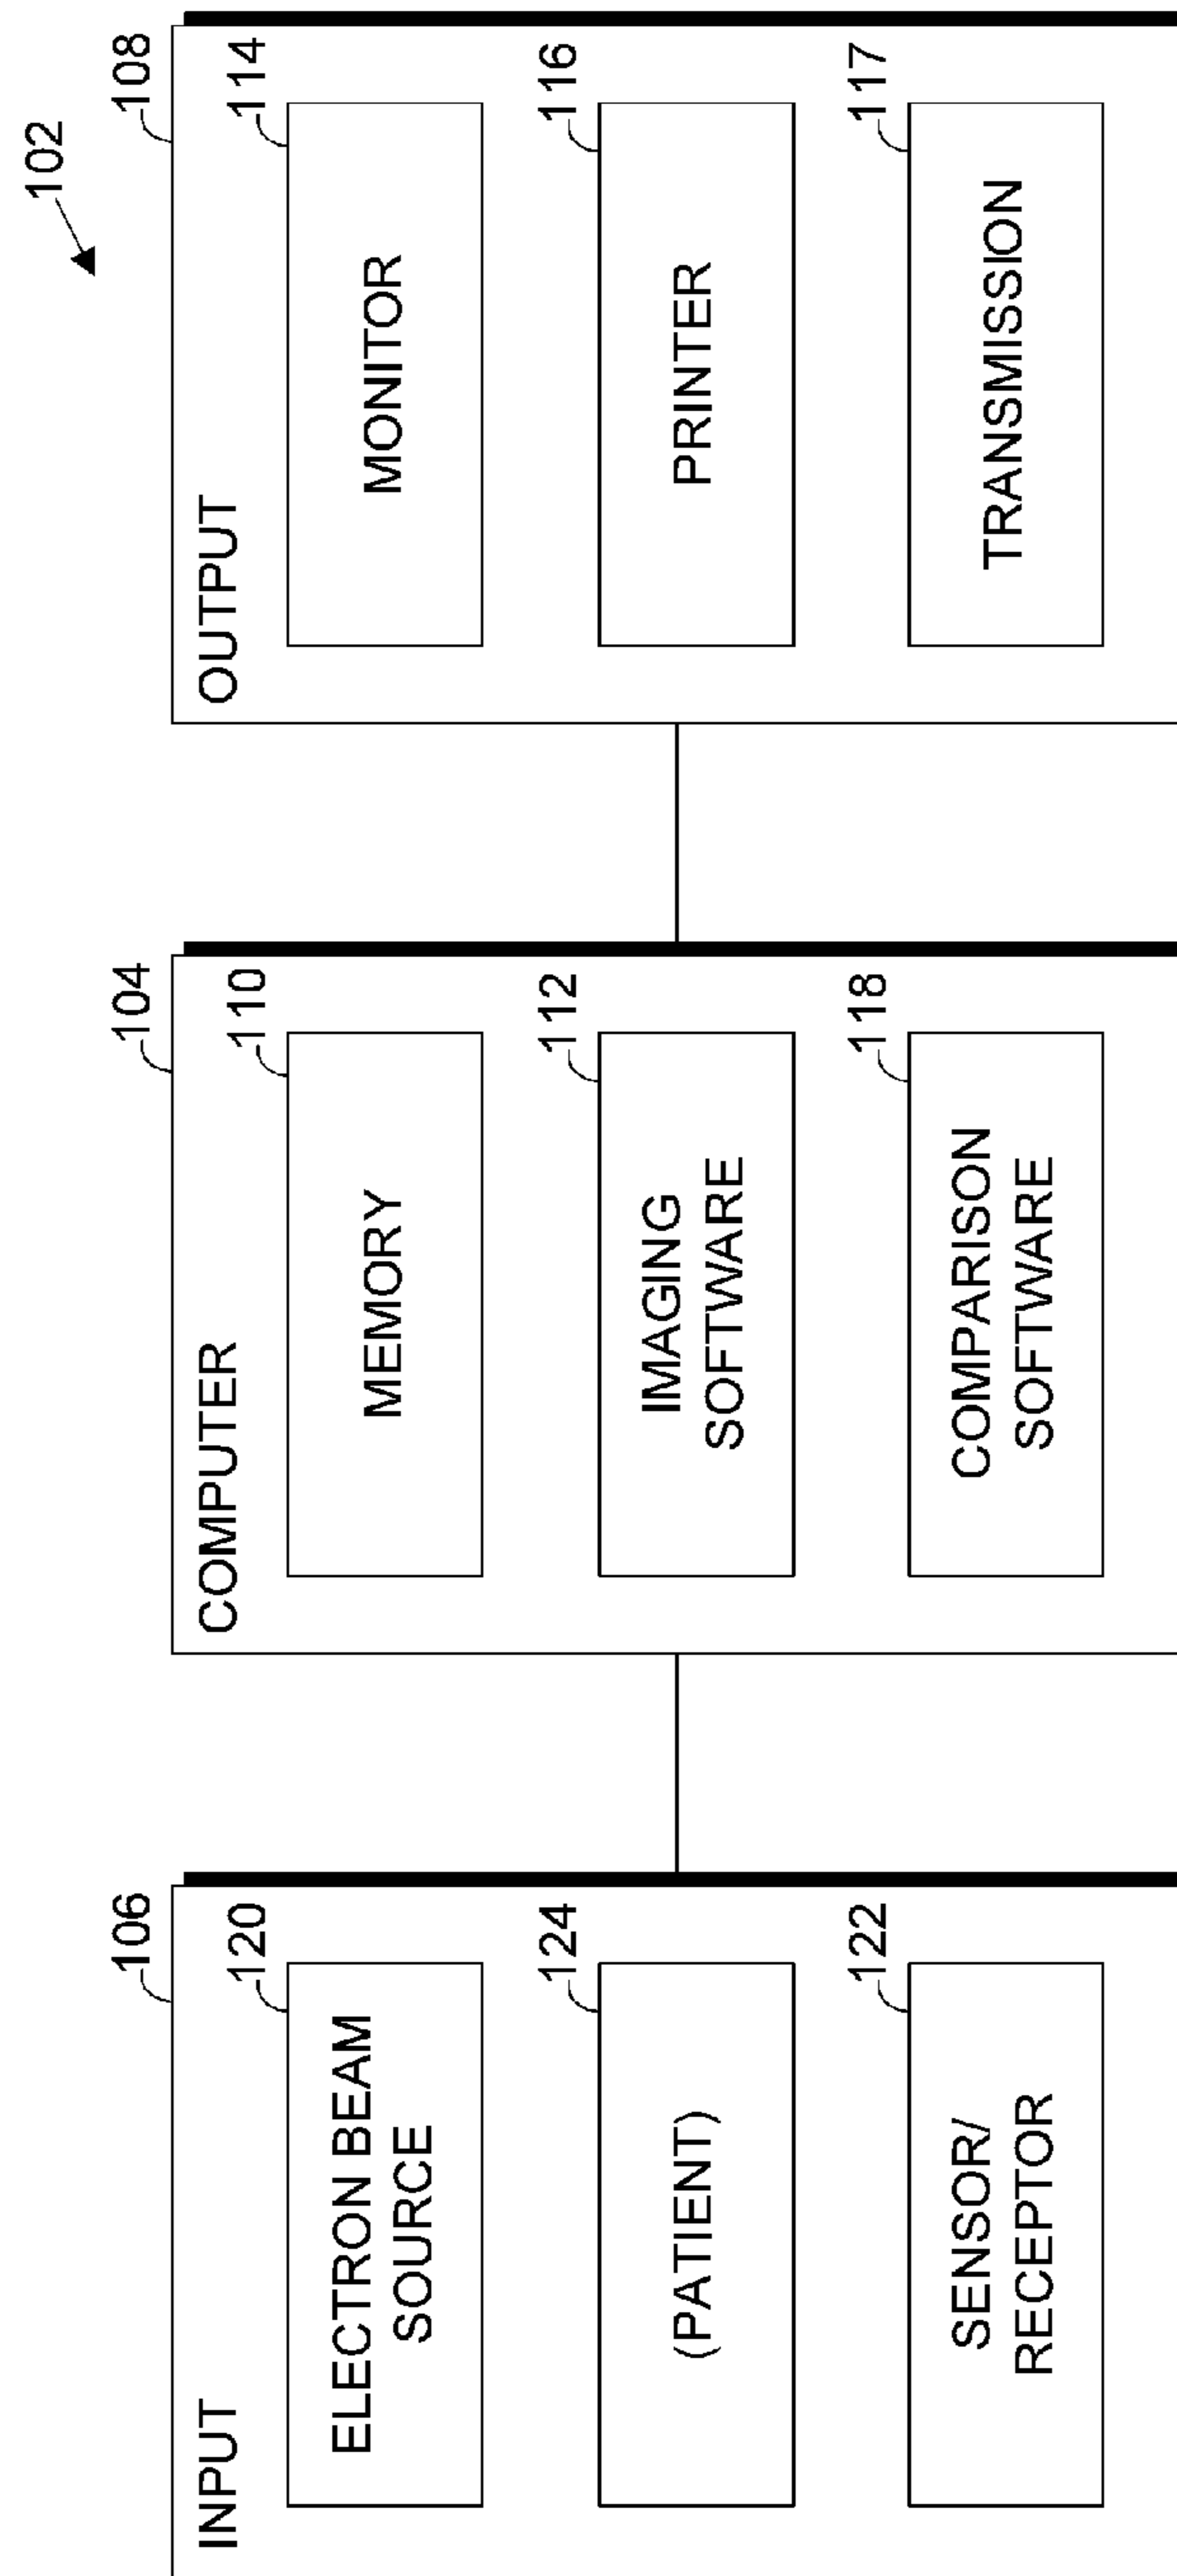 102
INPUT
106
ELECTRON BEAM
SOURCE
120
(PATIENT)
124
SENSOR/
RECEPTOR
122
COMPUTER
104
MEMORY
110
IMAGING
SOFTWARE
112
COMPARISON
SOFTWARE
118
OUTPUT
108
MONITOR
114
PRINTER
116
TRANSMISSION
117